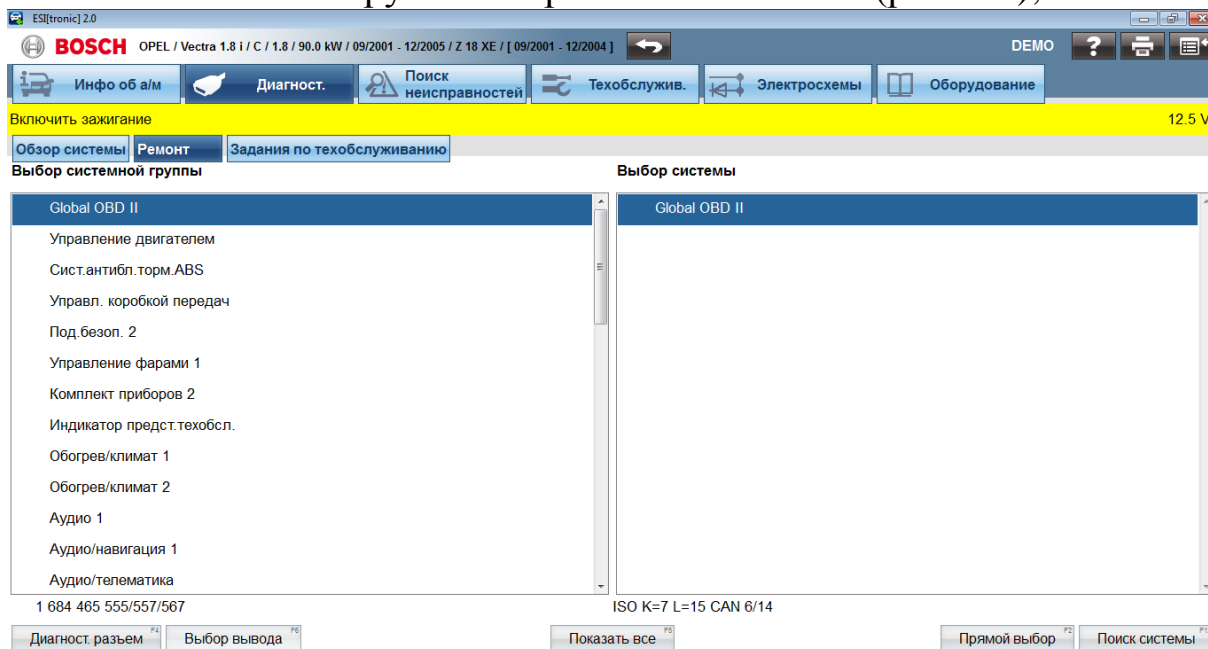 ESI[tronic] 2.0
BOSCH OPEL / Vectra 1.8 i / C / 1.8 / 90.0 kW / 09/2001 - 12/2005 / Z 18 XE / [ 09/2001 - 12/2004 ] DEMO ?
Инфо об а/м Диагност. Поиск неисправностей Техобслужив. Электросхемы Оборудование
Включить зажигание 12.5 V
Обзор системы Ремонт Задания по техобслуживанию
Выбор системной группы Выбор системы
Global OBD II Global OBD II
Управление двигателем
Сист.антибл.торм.ABS
Управл. коробкой передач
Под.безоп. 2
Управление фарами 1
Комплект приборов 2
Индикатор предст.техобсл.
Обогрев/климат 1
Обогрев/климат 2
Аудио 1
Аудио/навигация 1
Аудио/телематика
1 684 465 555/557/567 ISO K=7 L=15 CAN 6/14
Диагност. разъем F4 Выбор вывода F6 Показать все F5 Прямой выбор F2 Поиск системы